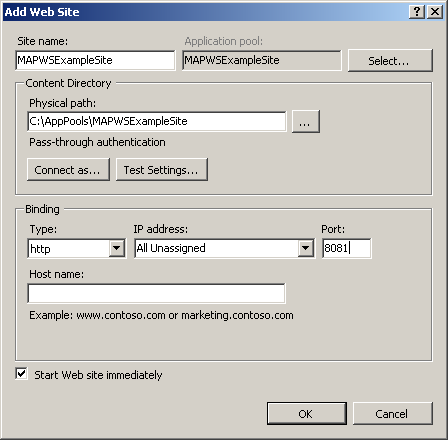 Add Web Site
Site name:
Application pool:
MAPWSExampleSite
MAPWSExampleSite
Select...
Content Directory
Physical path:
C:\AppPools\MAPWSExampleSite
...
Pass-through authentication
Connect as...
Test Settings...
Binding
Type:
IP address:
Port:
http
All Unassigned
8081
Host name:
Example: www.contoso.com or marketing.contoso.com
Start Web site immediately
OK
Cancel